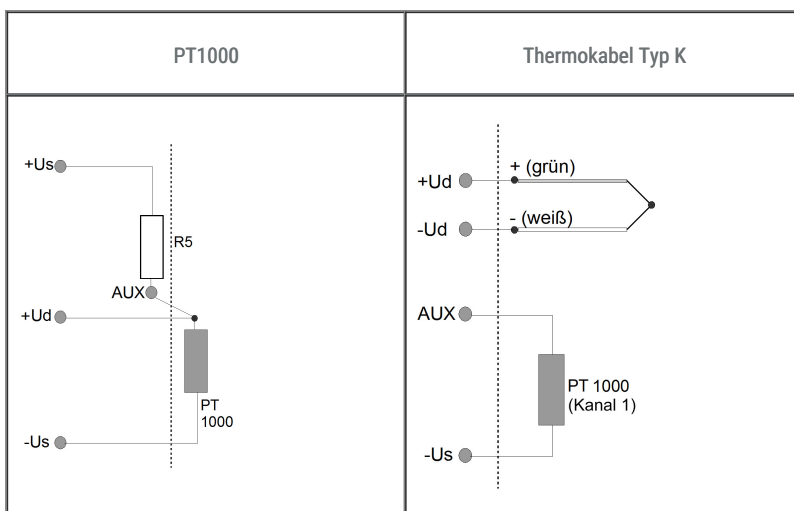 PT1000
Thermokabel Typ K
+Us
R5
AUX
+Ud
PT
1000
-Us
+ (grün)
+Ud
- (weiß)
-Ud
AUX
PT 1000
(Kanal 1)
-Us